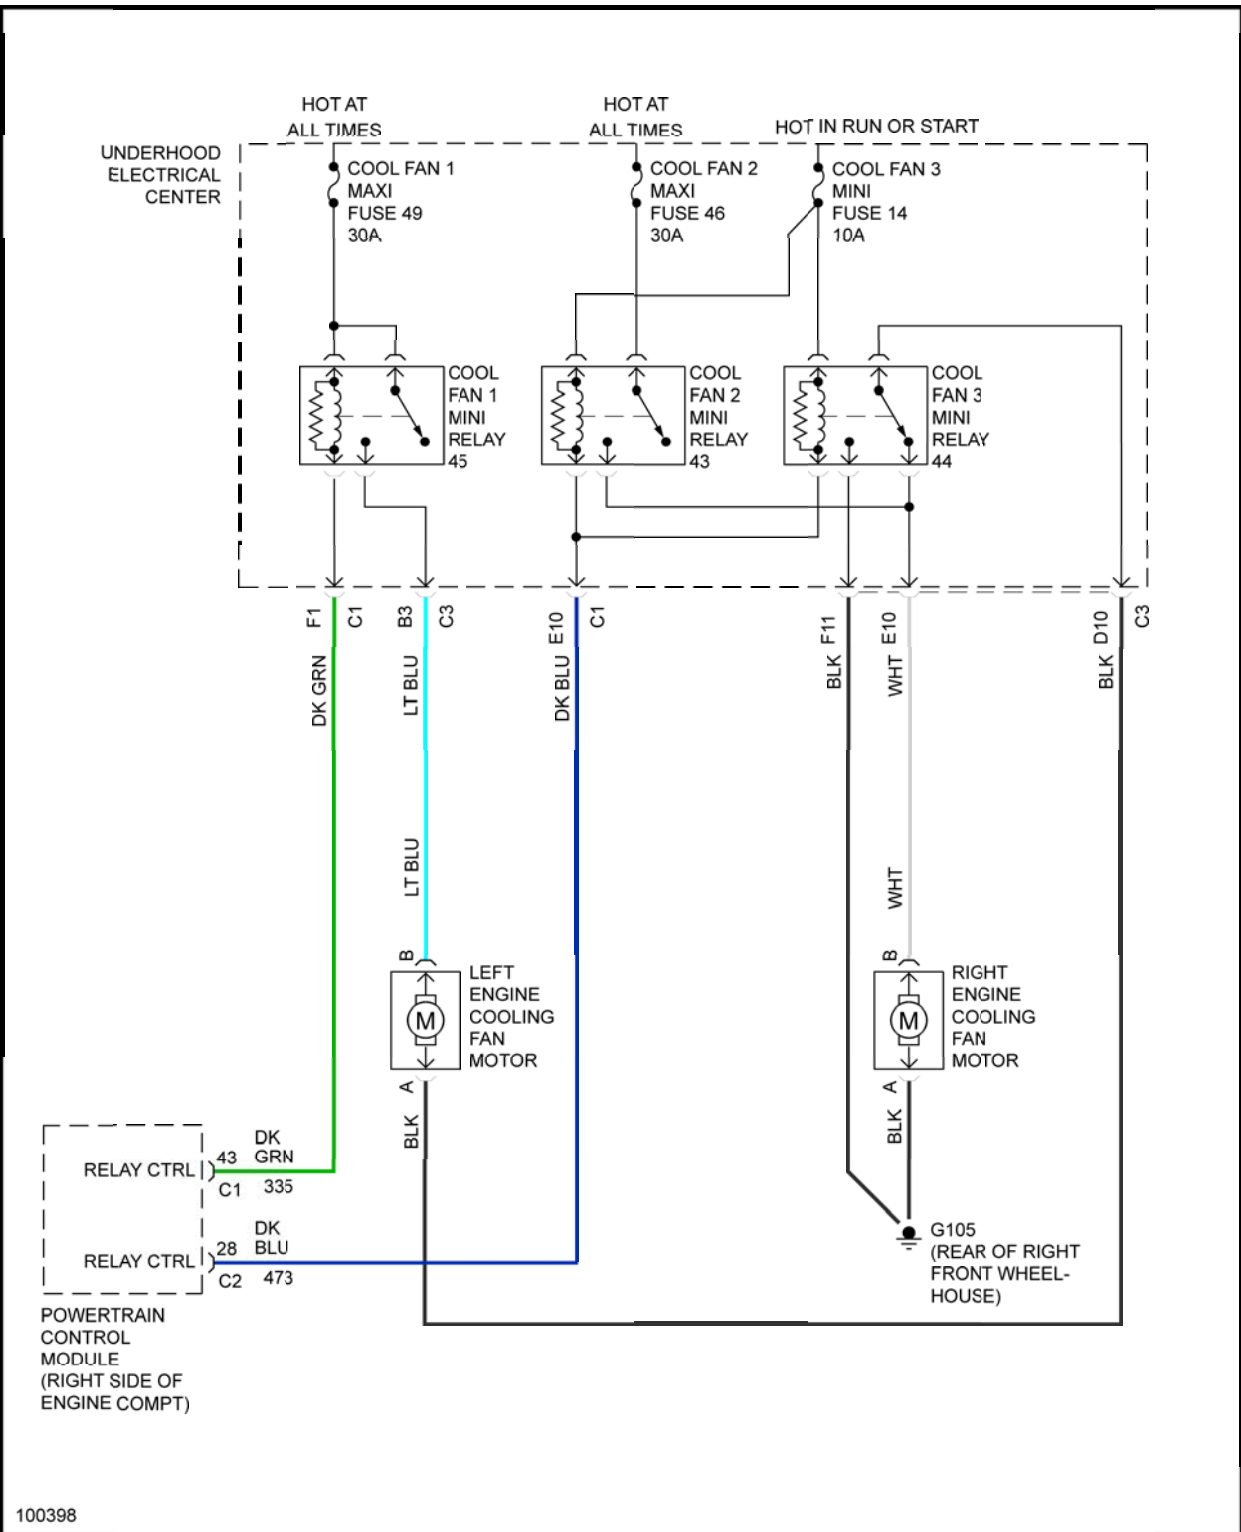 HOT AT
ALL TIMES
HOT AT
ALL TIMES
HOT IN RUN OR START
UNDERHOOD
ELECTRICAL
CENTER
COOL FAN 1
MAXI
FUSE 49
30A
COOL FAN 2
MAXI
FUSE 46
30A
COOL FAN 3
MINI
FUSE 14
10A
COOL
FAN 1
MINI
RELAY
45
COOL
FAN 2
MINI
RELAY
43
COOL
FAN 3
MINI
RELAY
44
F1
C1
B3
C3
E10
C1
F11
E10
D10
C3
DK GRN
LT BLU
DK BLU
BLK
WHT
BLK
LT BLU
WHT
B
LEFT
ENGINE
COOLING
FAN
MOTOR
M
A
BLK
B
RIGHT
ENGINE
COOLING
FAN
MOTOR
M
A
BLK
RELAY CTRL
43
DK
GRN
C1
335
RELAY CTRL
28
DK
BLU
C2
473
G105
(REAR OF RIGHT
FRONT WHEEL-
HOUSE)
POWERTRAIN
CONTROL
MODULE
(RIGHT SIDE OF
ENGINE COMPT)
100398